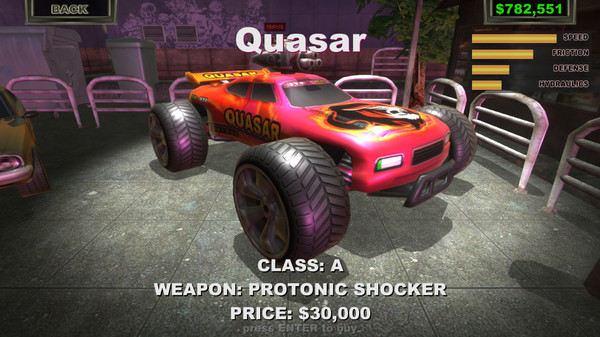 BACK
$782,551
Quasar
SPEED
FRICTION
DEFENSE
HYDRAULICS
QUASAR
QUASAR
CLASS: A
WEAPON: PROTONIC SHOCKER
PRICE: $30,000
press ENTER to buy